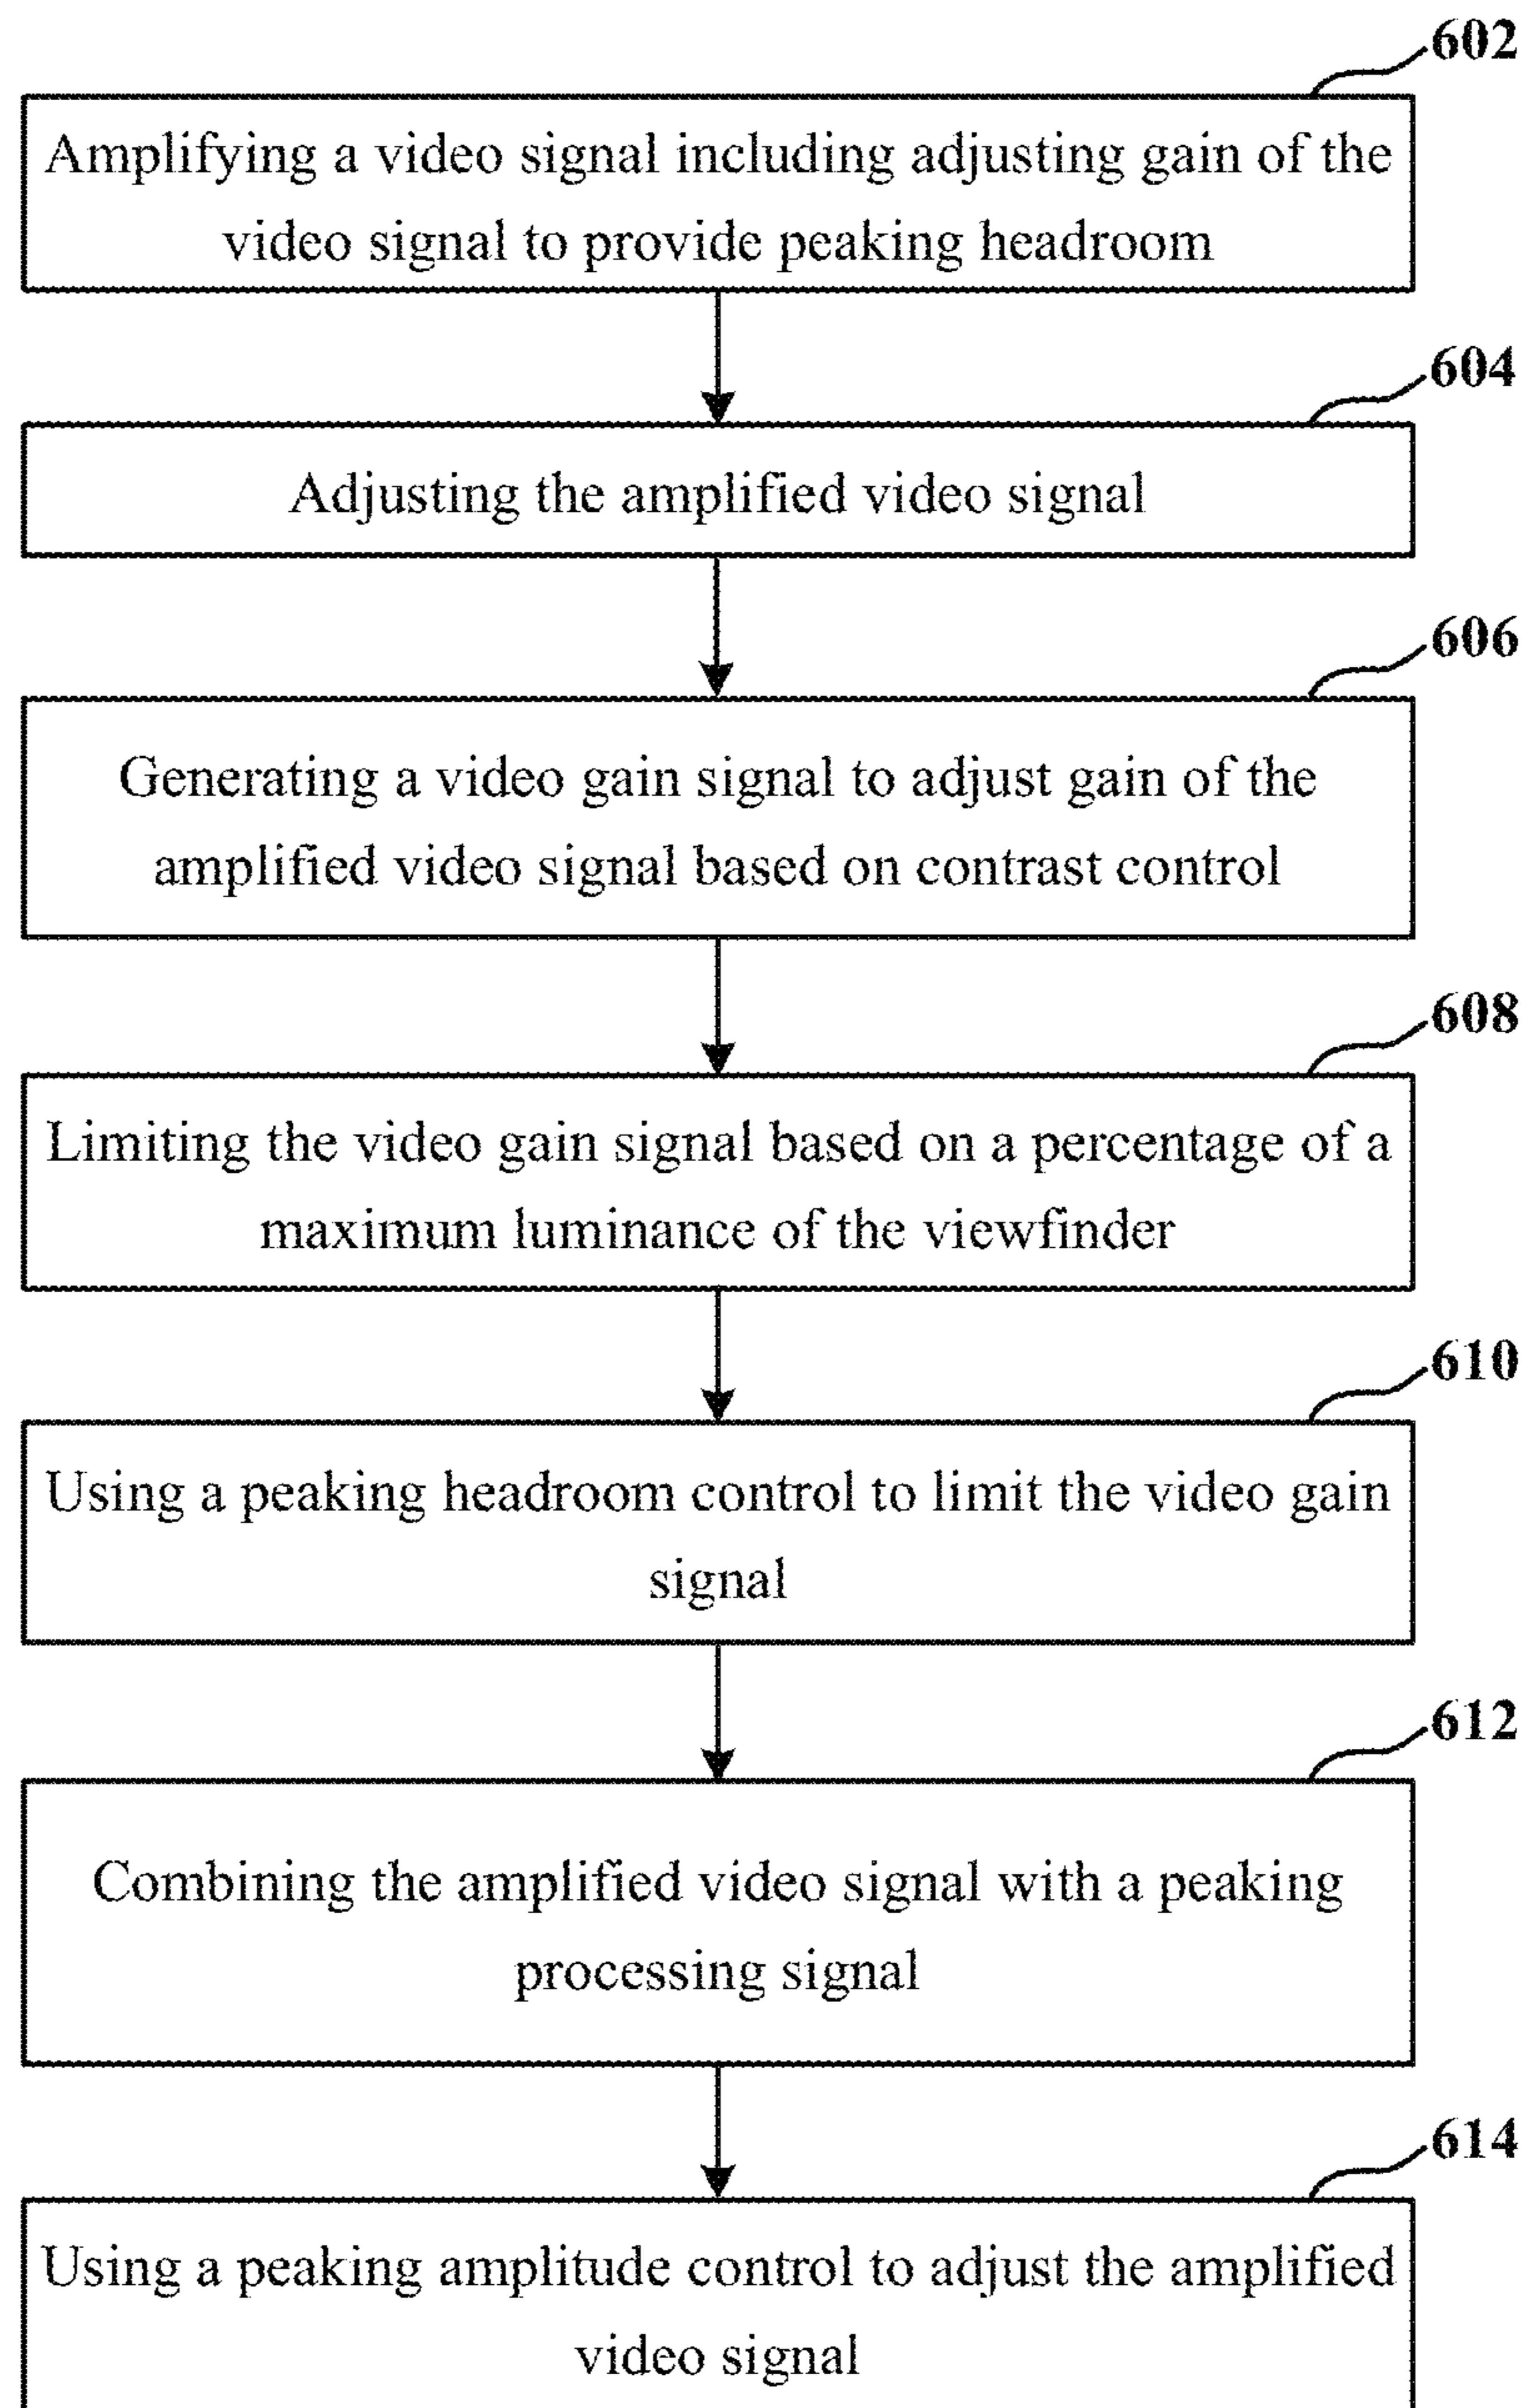 602
Amplifying a video signal including adjusting gain of the
video signal to provide peaking headroom
604
Adjusting the amplified video signal
606
Generating a video gain signal to adjust gain of the
amplified video signal based on contrast control
608
Limiting the video gain signal based on a percentage of a
maximum luminance of the viewfinder
610
Using a peaking headroom control to limit the video gain
signal
612
Combining the amplified video signal with a peaking
processing signal
614
Using a peaking amplitude control to adjust the amplified
video signal